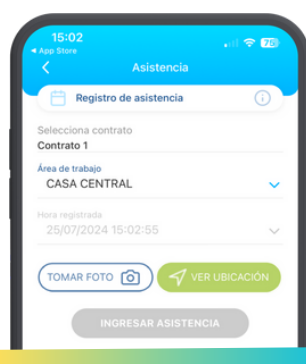 15:02
75
App Store
Asistencia
Registro de asistencia
Selecciona contrato
Contrato 1
Área de trabajo
CASA CENTRAL
Hora registrada
25/07/2024 15:02:55
TOMAR FOTO
VER UBICACIÓN
INGRESAR ASISTENCIA